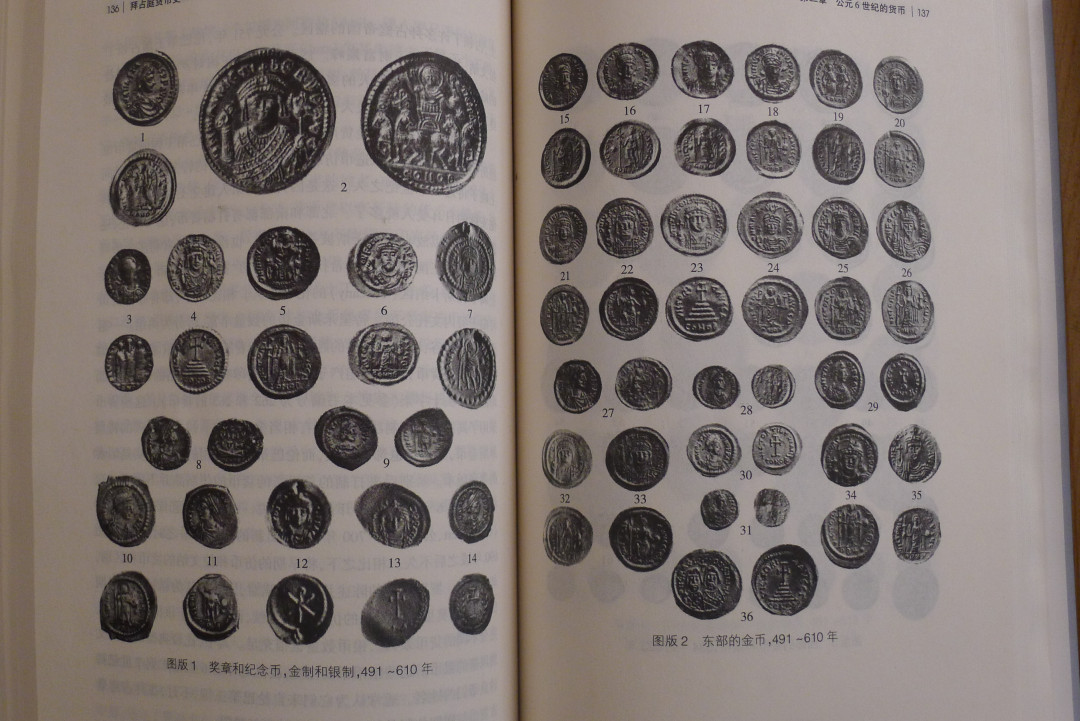 136 | 拜占庭货币史
1
2
3 4 5 6 7
8 9
10 11 12 13 14
图版1 奖章和纪念币,金制和银制,491～610年
章 公元6世纪的货币 | 137
15 16 17 18 19 20
21 22 23 24 25 26
27 28 29
30
32 33 34 35
31
36
图版2 东部的金币,491～610年